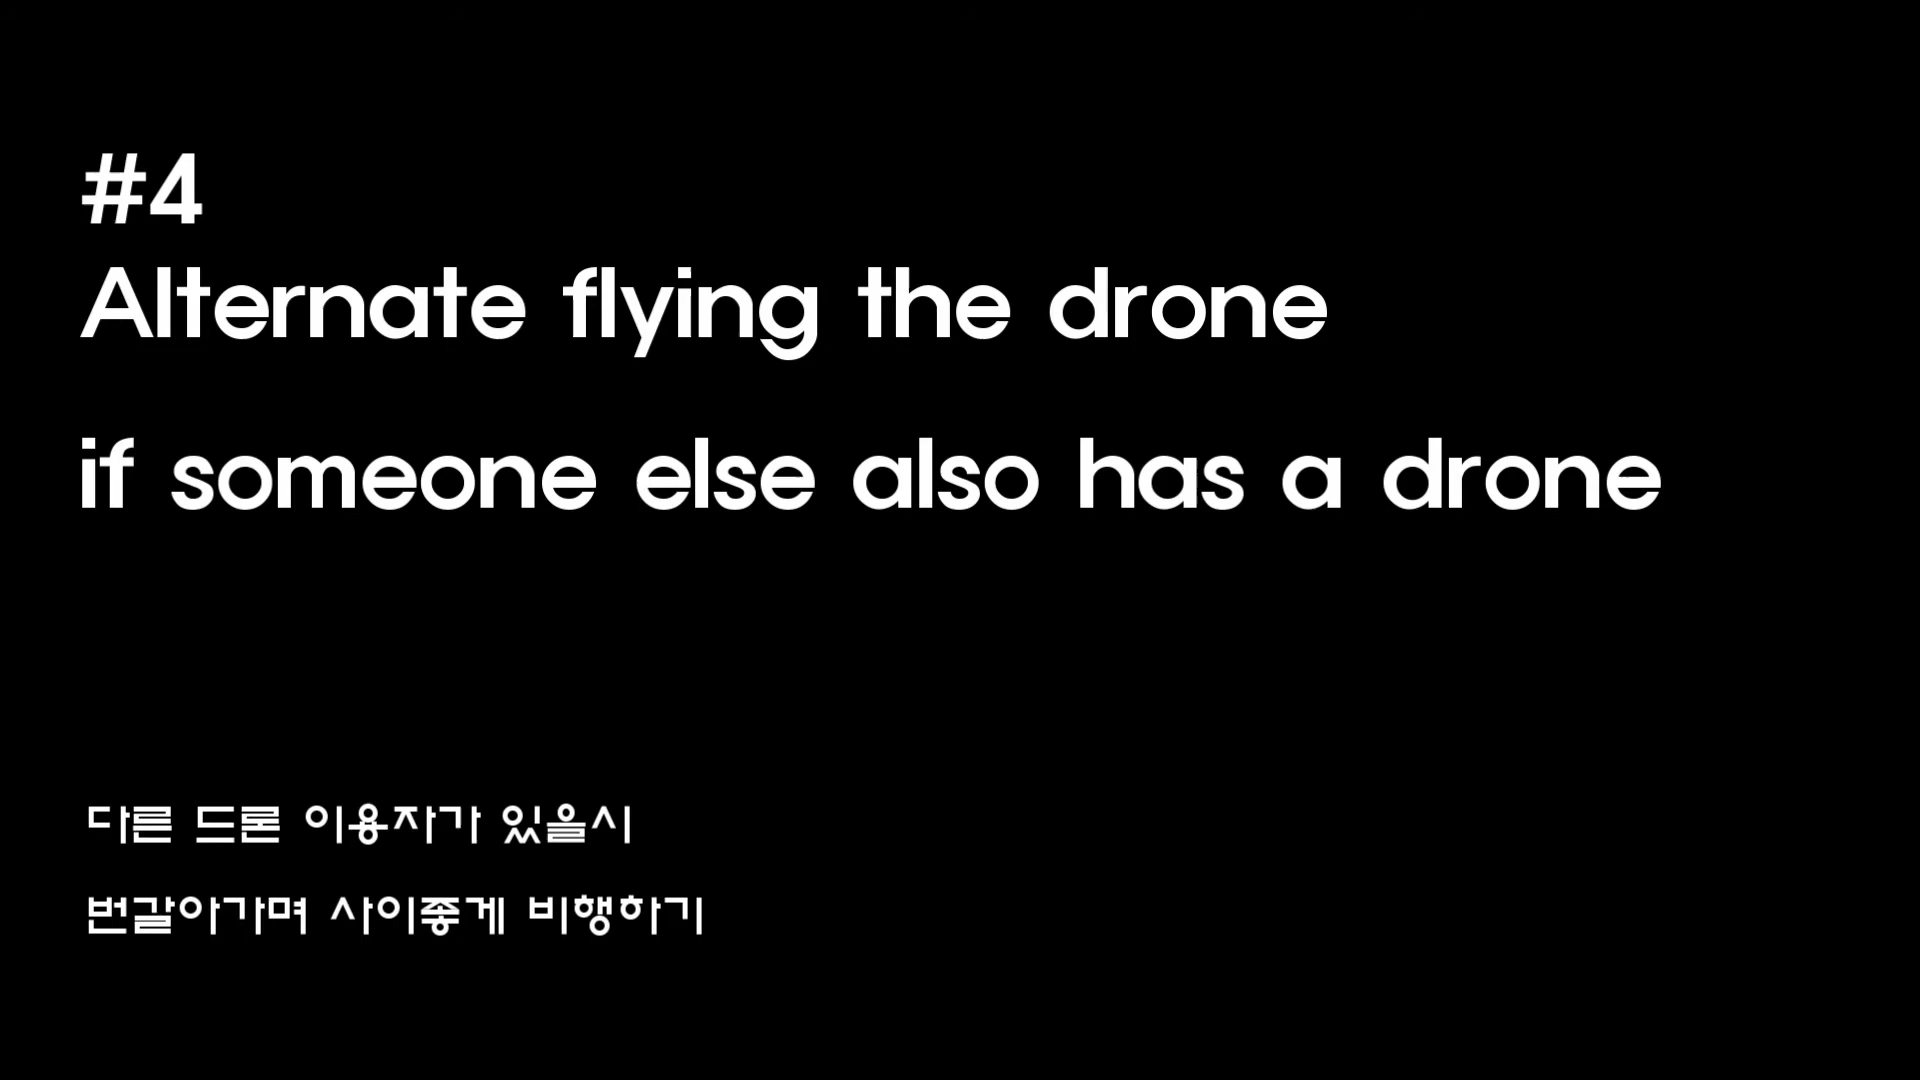 #4
Alternate flying the drone
if someone else also has a drone
다른 드론 이용자가 있을시
번갈아가며 사이좋게 비행하기